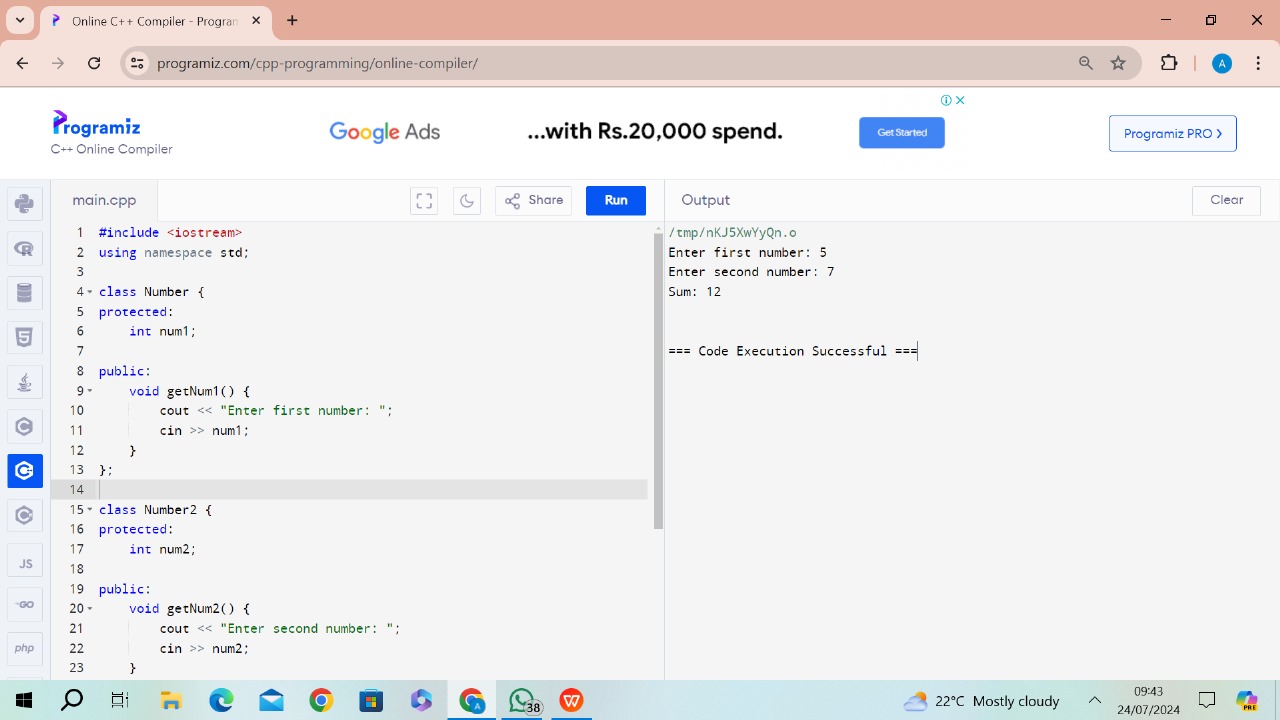 Online C++ Compiler - Program
programiz.com/cpp-programming/online-compiler/
A
Programiz
C++ Online Compiler
Google Ads
...with Rs.20,000 spend.
Get Started
Programiz PRO ›
main.cpp
Share
Run
Output
Clear
1 #include <iostream>
2 using namespace std;
3
4 class Number {
5 protected:
6     int num1;
7
8 public:
9     void getNum1() {
10         cout << "Enter first number: ";
11         cin >> num1;
12     }
13 };
14
15 class Number2 {
16 protected:
17     int num2;
18
19 public:
20     void getNum2() {
21         cout << "Enter second number: ";
22         cin >> num2;
23     }
/tmp/nKJ5XwYyQn.o
Enter first number: 5
Enter second number: 7
Sum: 12
=== Code Execution Successful ===
JS
GO
php
A
38
W
22°C Mostly cloudy
09:43
24/07/2024
PRE